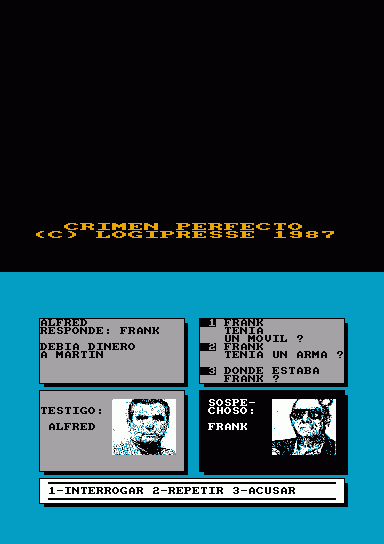 CRIMEN PERFECTO
(C) LOGIPRESSE 1987
ALFRED
RESPONDE: FRANK
DEBIA DINERO
A MARTIN
1 FRANK
TENIA
UN MOVIL ?
2 FRANK
TENIA UN ARMA ?
3 DONDE ESTABA
FRANK ?
TESTIGO:
ALFRED
SOSPE-
CHOSO:
FRANK
1-INTERROGAR 2-REPETIR 3-ACUSAR